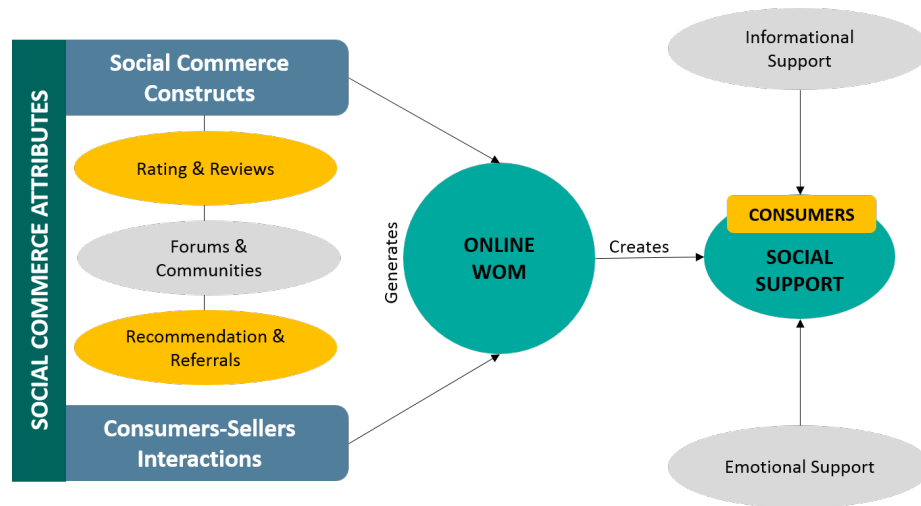 SOCIAL COMMERCE ATTRIBUTES
Social Commerce
Constructs
Rating & Reviews
Forums &
Communities
Recommendation &
Referrals
Consumers-Sellers
Interactions
Generates
ONLINE
WOM
Creates
Informational
Support
CONSUMERS
SOCIAL
SUPPORT
Emotional Support